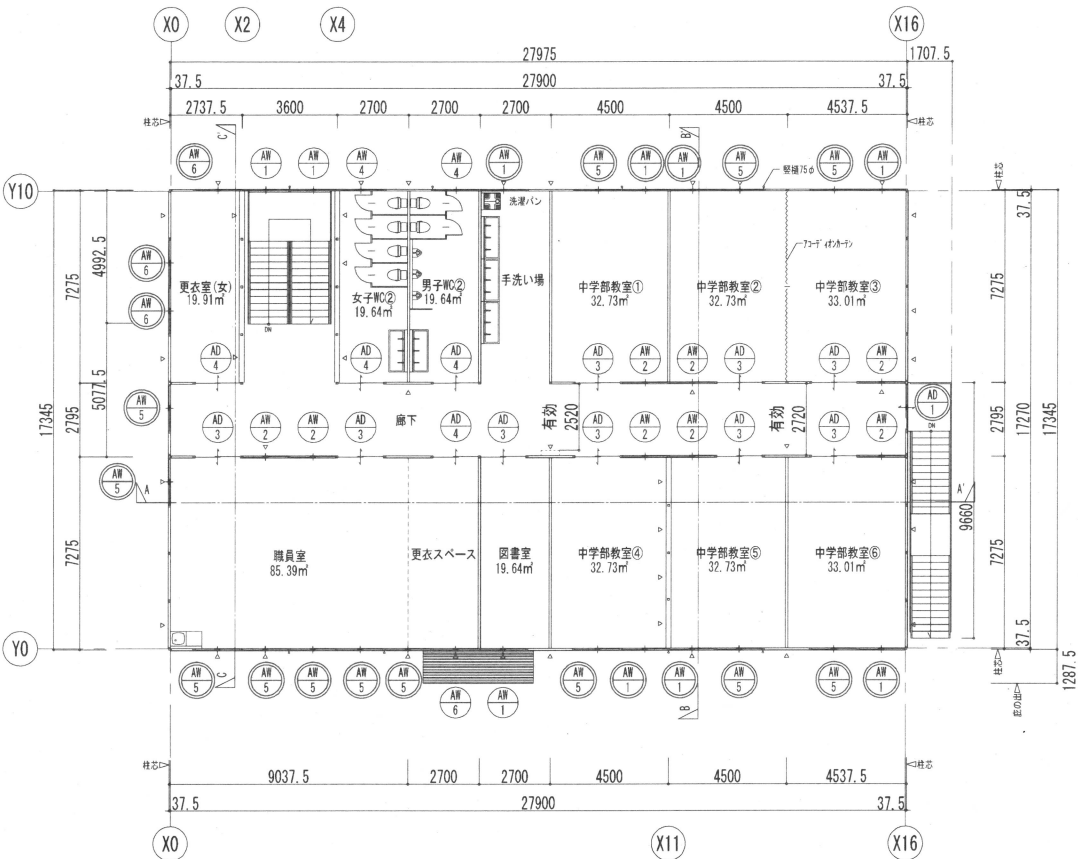 X0
X2
X4
X16
27975
1707.5
37.5
27900
37.5
2737.5
3600
2700
2700
2700
4500
4500
4537.5
柱芯
C'
B'
柱芯
AW
6
AW
1
AW
1
AW
4
AW
4
AW
1
AW
5
AW
1
AW
1
AW
5
竪樋75φ
AW
5
AW
1
柱芯
Y10
37.5
洗濯パン
アコーディオンカーテン
4992.5
7275
AW
6
AW
6
更衣室(女)
19.91㎡
DN
女子WC②
19.64㎡
男子WC②
19.64㎡
手洗い場
中学部教室①
32.73㎡
中学部教室②
32.73㎡
中学部教室③
33.01㎡
7275
AD
4
AD
4
AD
4
AD
3
AW
2
AW
2
AD
3
AD
3
AW
2
17345
2795
5077.5
AW
5
AD
3
AW
2
AW
2
AD
3
廊下
AD
4
AD
3
有効
2520
AD
3
AW
2
AW
2
AD
3
有効
2720
AD
3
AW
2
AD
1
DN
2795
17270
17345
AW
5
A
A'
9660
7275
職員室
85.39㎡
更衣スペース
図書室
19.64㎡
中学部教室④
32.73㎡
中学部教室⑤
32.73㎡
中学部教室⑥
33.01㎡
7275
Y0
37.5
柱芯
1287.5
庇の出
AW
5
C
AW
5
AW
5
AW
5
AW
5
AW
6
AW
1
AW
5
AW
1
AW
1
B
AW
5
AW
5
AW
1
柱芯
9037.5
2700
2700
4500
4500
4537.5
柱芯
37.5
27900
37.5
X0
X11
X16